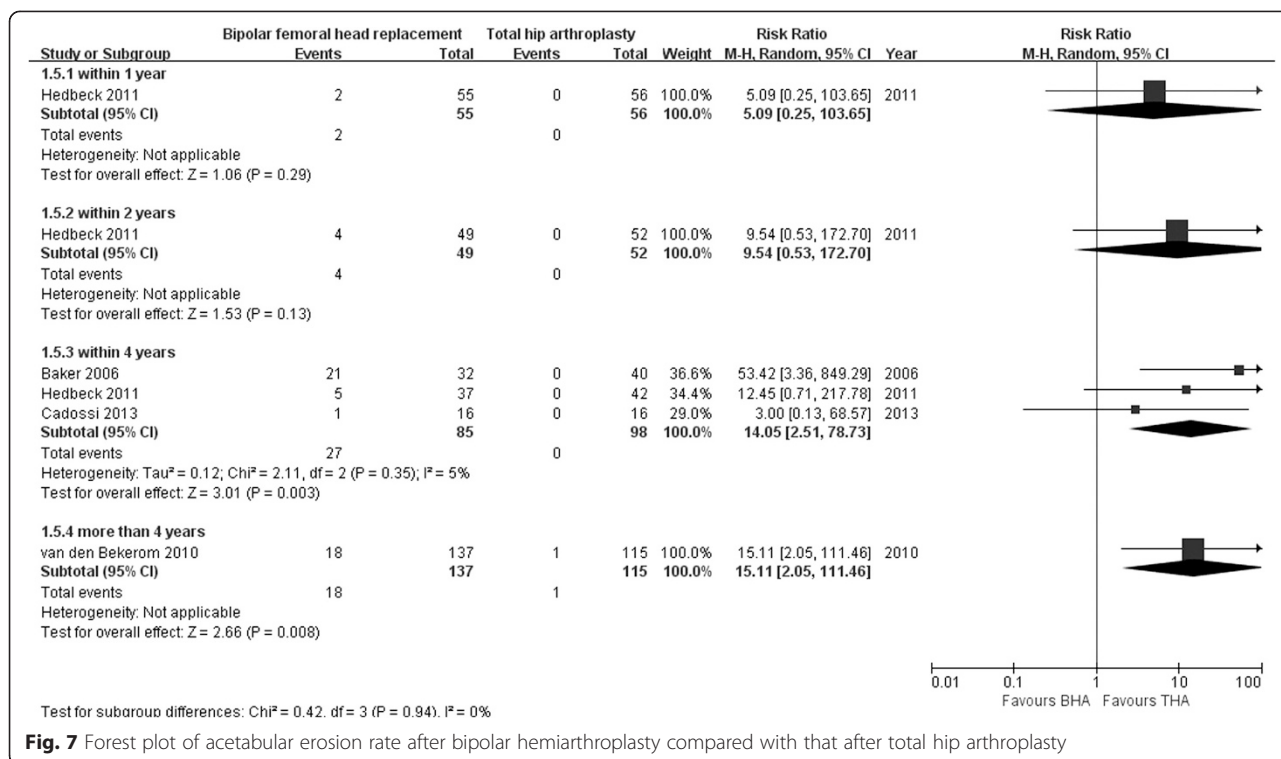 Bipolar femoral head replacement Total hip arthroplasty Risk Ratio Risk Ratio
Study or Subgroup Events Total Events Total Weight M-H, Random, 95% CI Year M-H, Random, 95% CI
1.5.1 within 1 year
Hedbeck 2011 2 55 0 56 100.0% 5.09 [0.25, 103.65] 2011
Subtotal (95% CI) 55 56 100.0% 5.09 [0.25, 103.65]
Total events 2 0
Heterogeneity: Not applicable
Test for overall effect: Z = 1.06 (P = 0.29)
1.5.2 within 2 years
Hedbeck 2011 4 49 0 52 100.0% 9.54 [0.53, 172.70] 2011
Subtotal (95% CI) 49 52 100.0% 9.54 [0.53, 172.70]
Total events 4 0
Heterogeneity: Not applicable
Test for overall effect: Z = 1.53 (P = 0.13)
1.5.3 within 4 years
Baker 2006 21 32 0 40 36.6% 53.42 [3.36, 849.29] 2006
Hedbeck 2011 5 37 0 42 34.4% 12.45 [0.71, 217.78] 2011
Cadossi 2013 1 16 0 16 29.0% 3.00 [0.13, 68.57] 2013
Subtotal (95% CI) 85 98 100.0% 14.05 [2.51, 78.73]
Total events 27 0
Heterogeneity: Tau² = 0.12; Chi² = 2.11, df = 2 (P = 0.35); I² = 5%
Test for overall effect: Z = 3.01 (P = 0.003)
1.5.4 more than 4 years
van den Bekerom 2010 18 137 1 115 100.0% 15.11 [2.05, 111.46] 2010
Subtotal (95% CI) 137 115 100.0% 15.11 [2.05, 111.46]
Total events 18 1
Heterogeneity: Not applicable
Test for overall effect: Z = 2.66 (P = 0.008)
0.01 0.1 1 10 100
Favours BHA Favours THA
Test for subgroup differences: Chi² = 0.42, df = 3 (P = 0.94), I² = 0%
Fig. 7 Forest plot of acetabular erosion rate after bipolar hemiarthroplasty compared with that after total hip arthroplasty